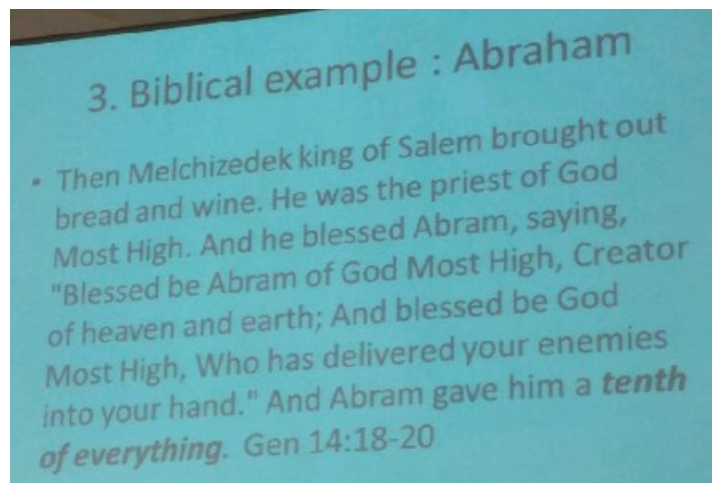 3. Biblical example : Abraham
• Then Melchizedek king of Salem brought out
bread and wine. He was the priest of God
Most High. And he blessed Abram, saying,
"Blessed be Abram of God Most High, Creator
of heaven and earth; And blessed be God
Most High, Who has delivered your enemies
into your hand." And Abram gave him a tenth
of everything. Gen 14:18-20